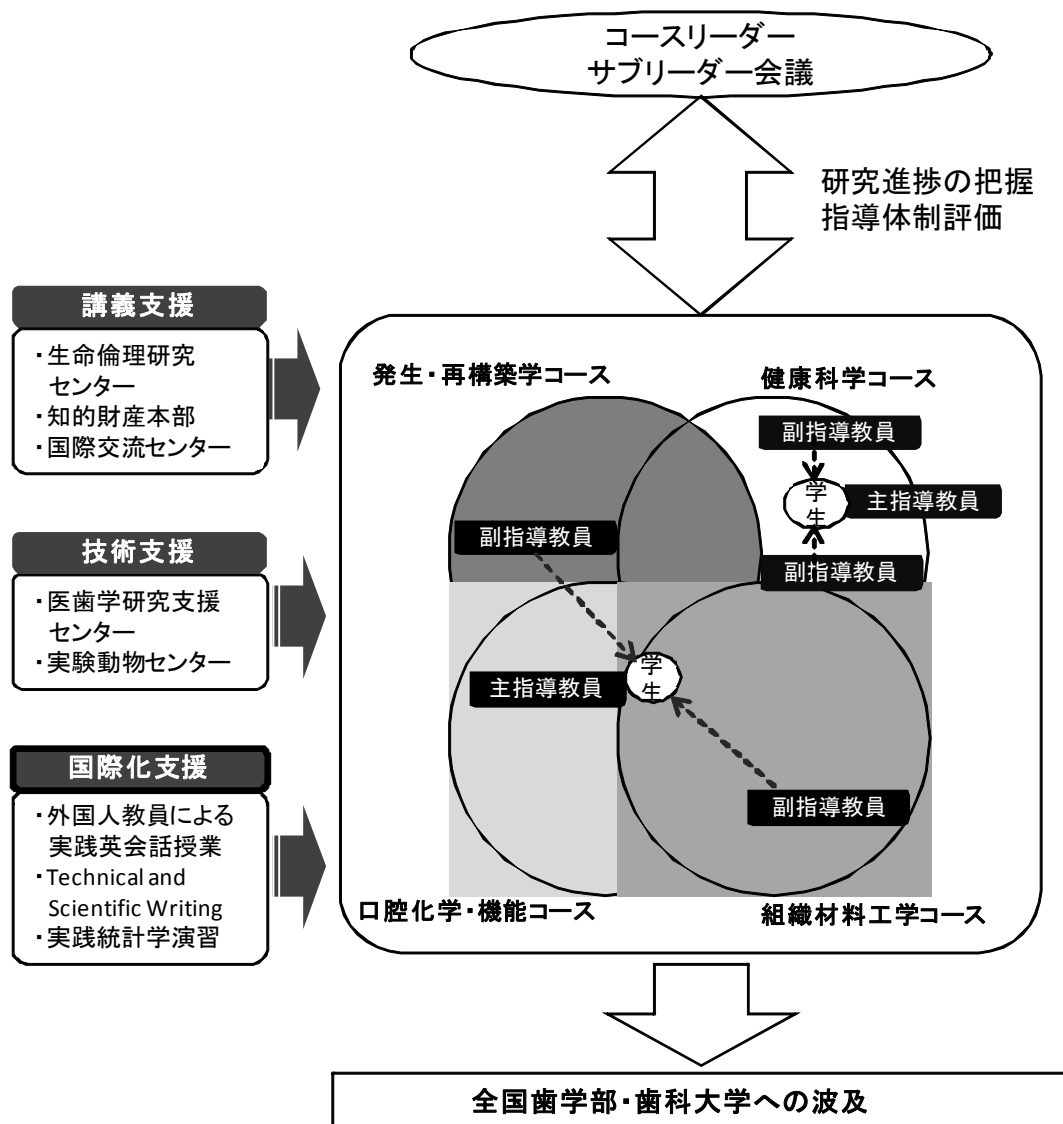 コースリーダー
サブリーダー会議
研究進捗の把握
指導体制評価
講義支援
・生命倫理研究
センター
・知的財産本部
・国際交流センター
技術支援
・医歯学研究支援
センター
・実験動物センター
国際化支援
・外国人教員による
実践英会話授業
・Technical and
Scientific Writing
・実践統計学演習
発生・再構築学コース
健康科学コース
副指導教員
学
生
主指導教員
副指導教員
副指導教員
学
生
主指導教員
副指導教員
口腔化学・機能コース
組織材料工学コース
全国歯学部・歯科大学への波及